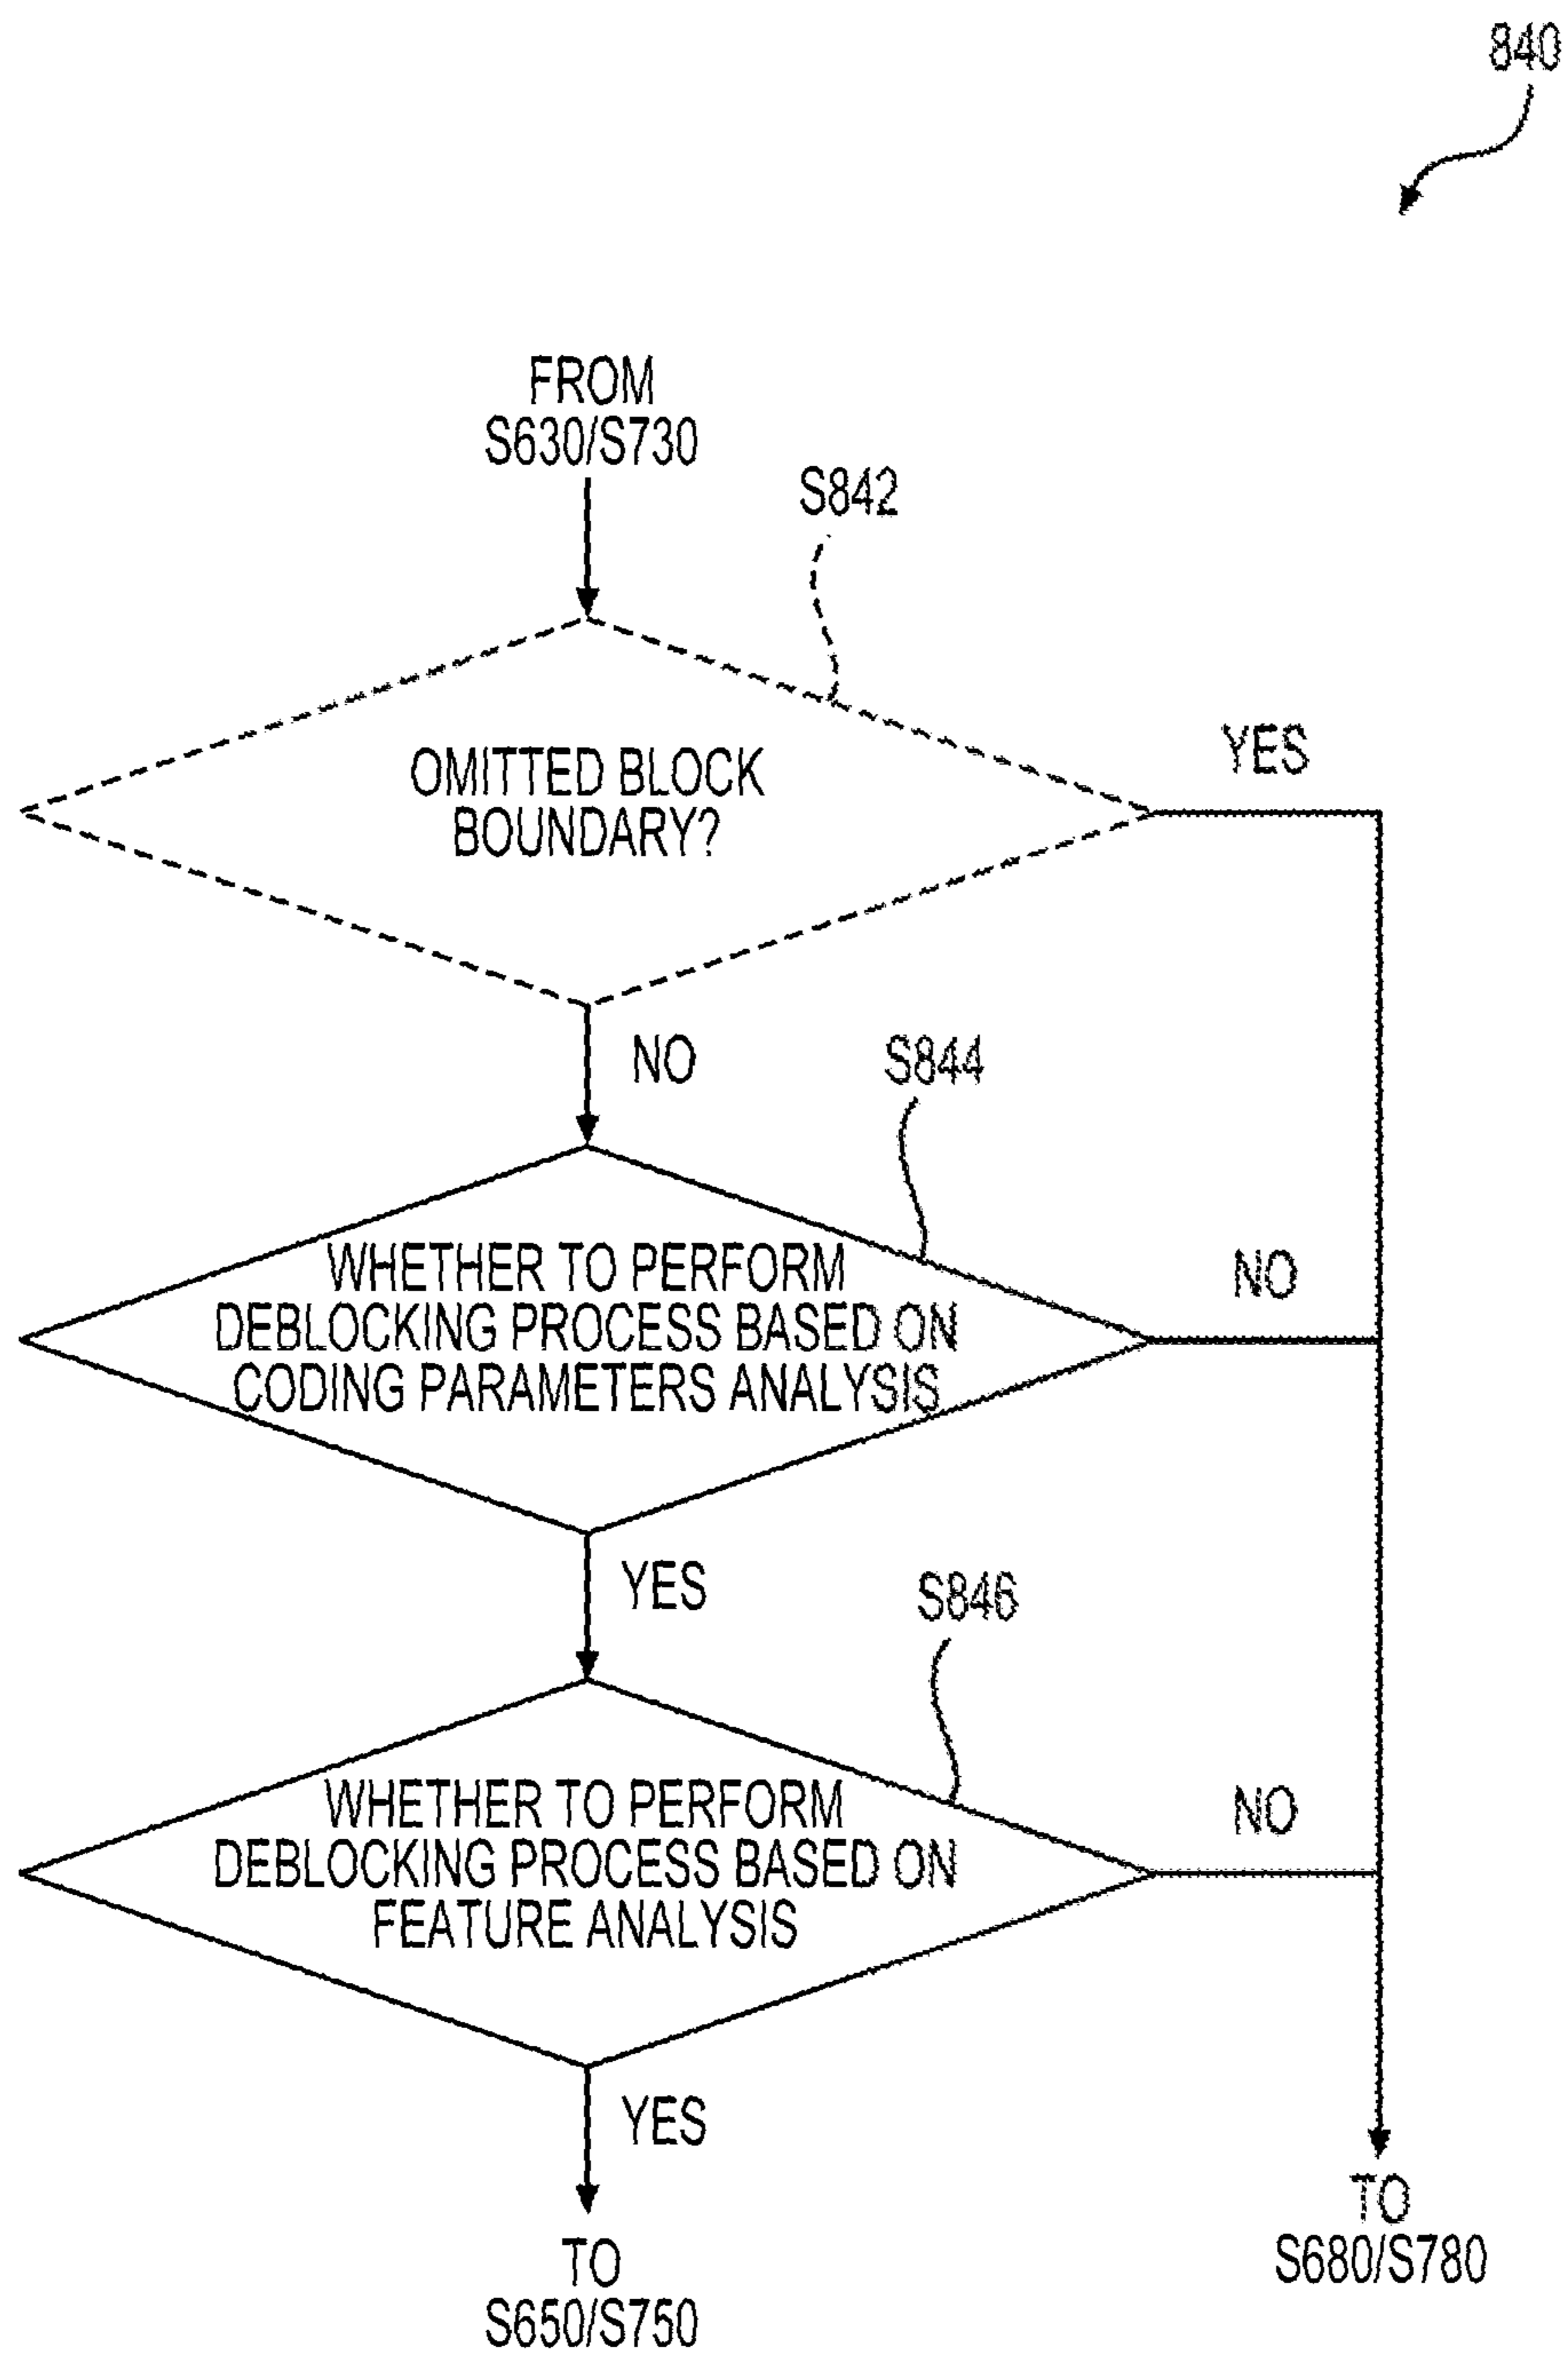 840
FROM
S630/S730
S842
OMITTED BLOCK
BOUNDARY?
YES
NO
S844
WHETHER TO PERFORM
DEBLOCKING PROCESS BASED ON
CODING PARAMETERS ANALYSIS
NO
YES
S846
WHETHER TO PERFORM
DEBLOCKING PROCESS BASED ON
FEATURE ANALYSIS
NO
YES
TO
S680/S780
TO
S650/S750